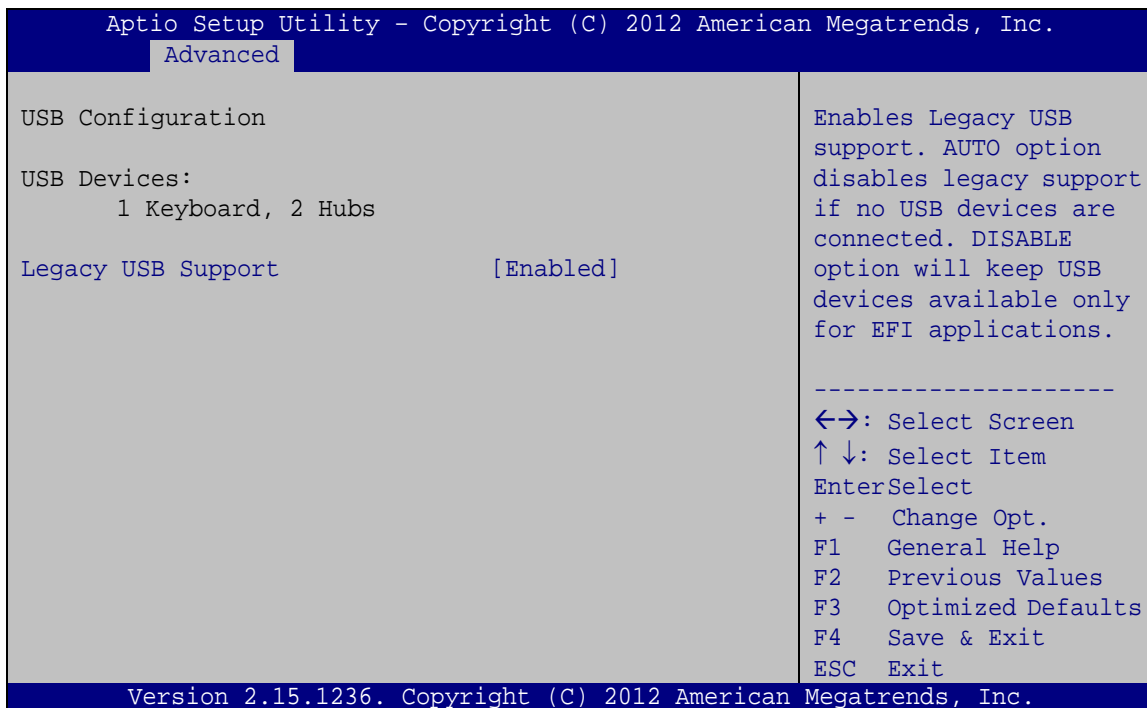 Aptio Setup Utility – Copyright (C) 2012 American Megatrends, Inc.
Advanced
USB Configuration
USB Devices:
1 Keyboard, 2 Hubs
Legacy USB Support [Enabled]
Enables Legacy USB
support. AUTO option
disables legacy support
if no USB devices are
connected. DISABLE
option will keep USB
devices available only
for EFI applications.
---------------------
←→: Select Screen
↑ ↓: Select Item
EnterSelect
+ - Change Opt.
F1 General Help
F2 Previous Values
F3 Optimized Defaults
F4 Save & Exit
ESC Exit
Version 2.15.1236. Copyright (C) 2012 American Megatrends, Inc.